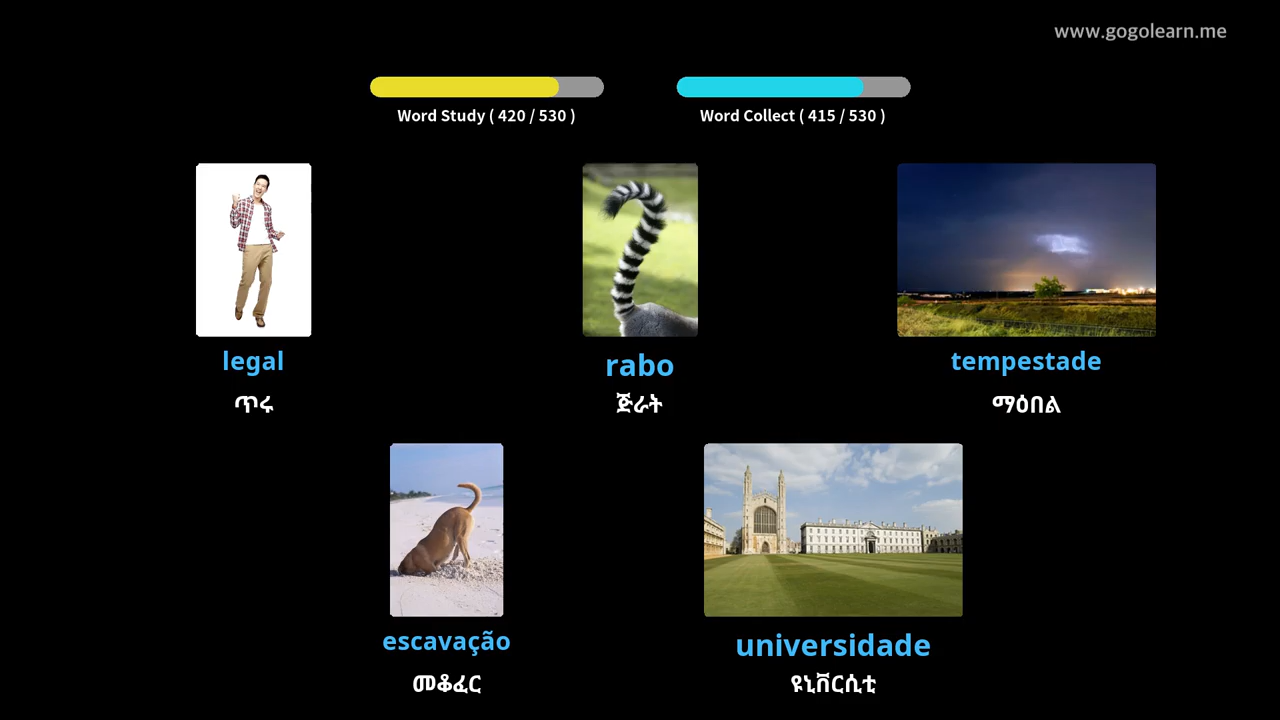 www.gogolearn.me
Word Study ( 420 / 530 )
Word Collect ( 415 / 530 )
legal
ጥሩ
rabo
ጅራት
tempestade
ማዕበል
escavação
መቆፈር
universidade
ዩኒቨርሲቲ